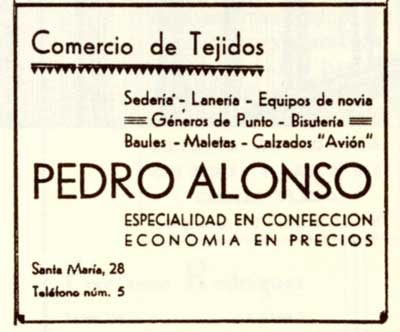 Comercio de Tejidos
Sedería - Lanería - Equipos de novia
Géneros de Punto - Bisutería
Baules - Maletas - Calzados "Avión"
PEDRO ALONSO
ESPECIALIDAD EN CONFECCION
ECONOMIA EN PRECIOS
Santa María, 28
Teléfono núm. 5